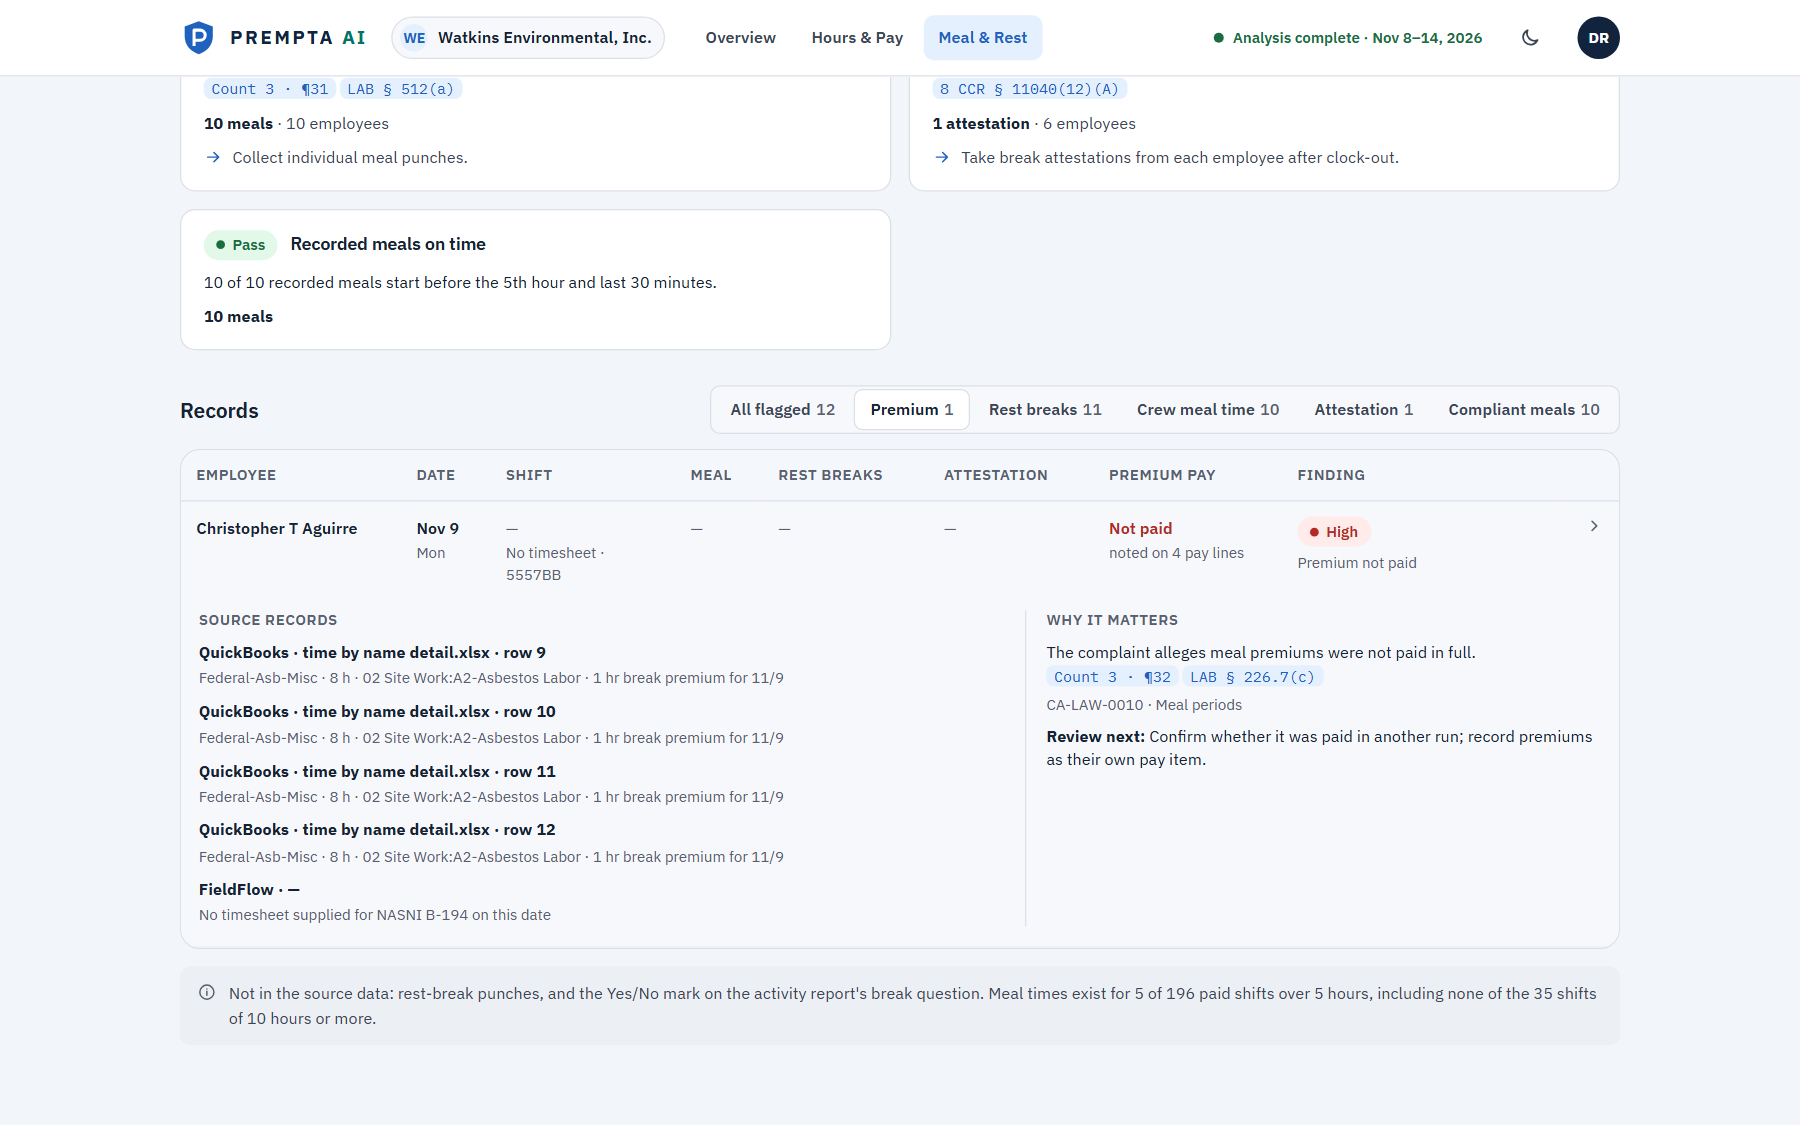 PREMPTA AI
WE Watkins Environmental, Inc.
Overview
Hours & Pay
Meal & Rest
Analysis complete · Nov 8–14, 2026
DR
Count 3 · ¶31 LAB § 512(a)
10 meals · 10 employees
→ Collect individual meal punches.
8 CCR § 11040(12)(A)
1 attestation · 6 employees
→ Take break attestations from each employee after clock-out.
Pass Recorded meals on time
10 of 10 recorded meals start before the 5th hour and last 30 minutes.
10 meals
Records
All flagged 12
Premium 1
Rest breaks 11
Crew meal time 10
Attestation 1
Compliant meals 10
EMPLOYEE DATE SHIFT MEAL REST BREAKS ATTESTATION PREMIUM PAY FINDING
Christopher T Aguirre Nov 9 — — — — Not paid High
Mon No timesheet · noted on 4 pay lines Premium not paid
5557BB
SOURCE RECORDS
QuickBooks · time by name detail.xlsx · row 9
Federal-Asb-Misc · 8 h · 02 Site Work:A2-Asbestos Labor · 1 hr break premium for 11/9
QuickBooks · time by name detail.xlsx · row 10
Federal-Asb-Misc · 8 h · 02 Site Work:A2-Asbestos Labor · 1 hr break premium for 11/9
QuickBooks · time by name detail.xlsx · row 11
Federal-Asb-Misc · 8 h · 02 Site Work:A2-Asbestos Labor · 1 hr break premium for 11/9
QuickBooks · time by name detail.xlsx · row 12
Federal-Asb-Misc · 8 h · 02 Site Work:A2-Asbestos Labor · 1 hr break premium for 11/9
FieldFlow · —
No timesheet supplied for NASNI B-194 on this date
WHY IT MATTERS
The complaint alleges meal premiums were not paid in full.
Count 3 · ¶32 LAB § 226.7(c)
CA-LAW-0010 · Meal periods
Review next: Confirm whether it was paid in another run; record premiums
as their own pay item.
Not in the source data: rest-break punches, and the Yes/No mark on the activity report's break question. Meal times exist for 5 of 196 paid shifts over 5 hours, including none of the 35 shifts
of 10 hours or more.